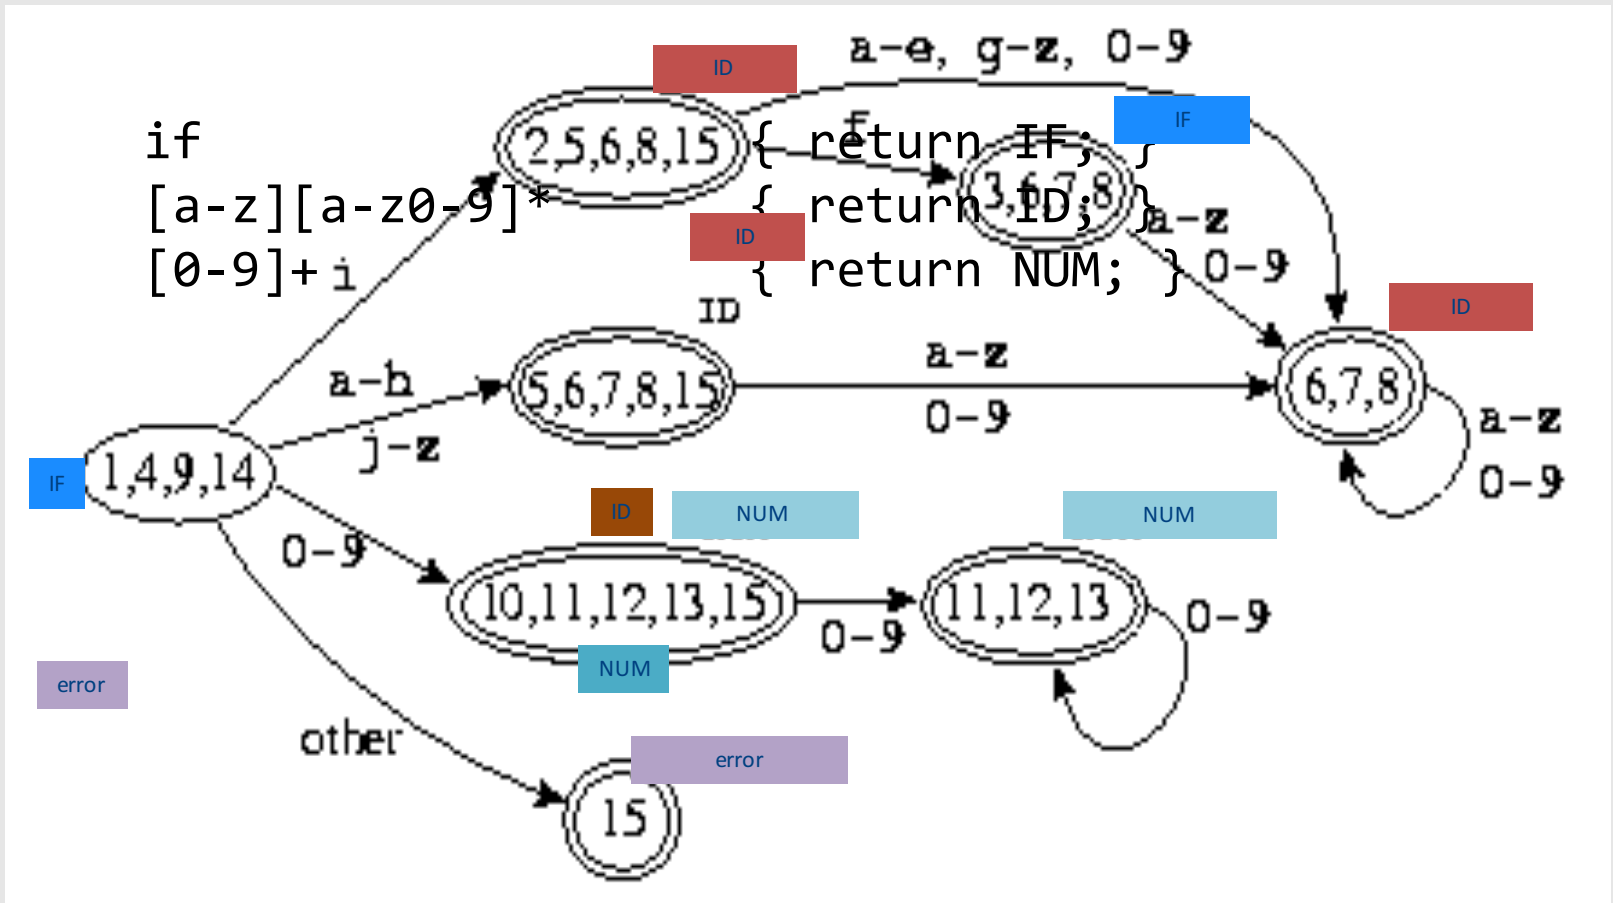 a-e, g-z, 0-9
ID
IF
if { return IF; }
2,5,6,8,15
f
3,6,7,8
[a-z][a-z0-9]* { return ID; }
a-z
0-9
ID
[0-9]+ { return NUM; }
i
ID
ID
a-h
j-z
5,6,7,8,15
a-z
0-9
6,7,8
a-z
0-9
IF
1,4,9,14
0-9
ID
NUM
NUM
10,11,12,13,15
0-9
11,12,13
0-9
NUM
error
other
error
15